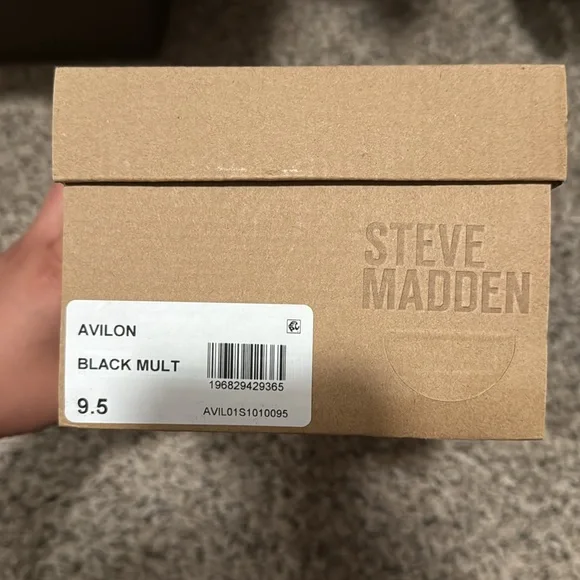 STEVE
MADDEN
AVILON
BLACK MULT
196829429365
9.5
AVIL01S1010095